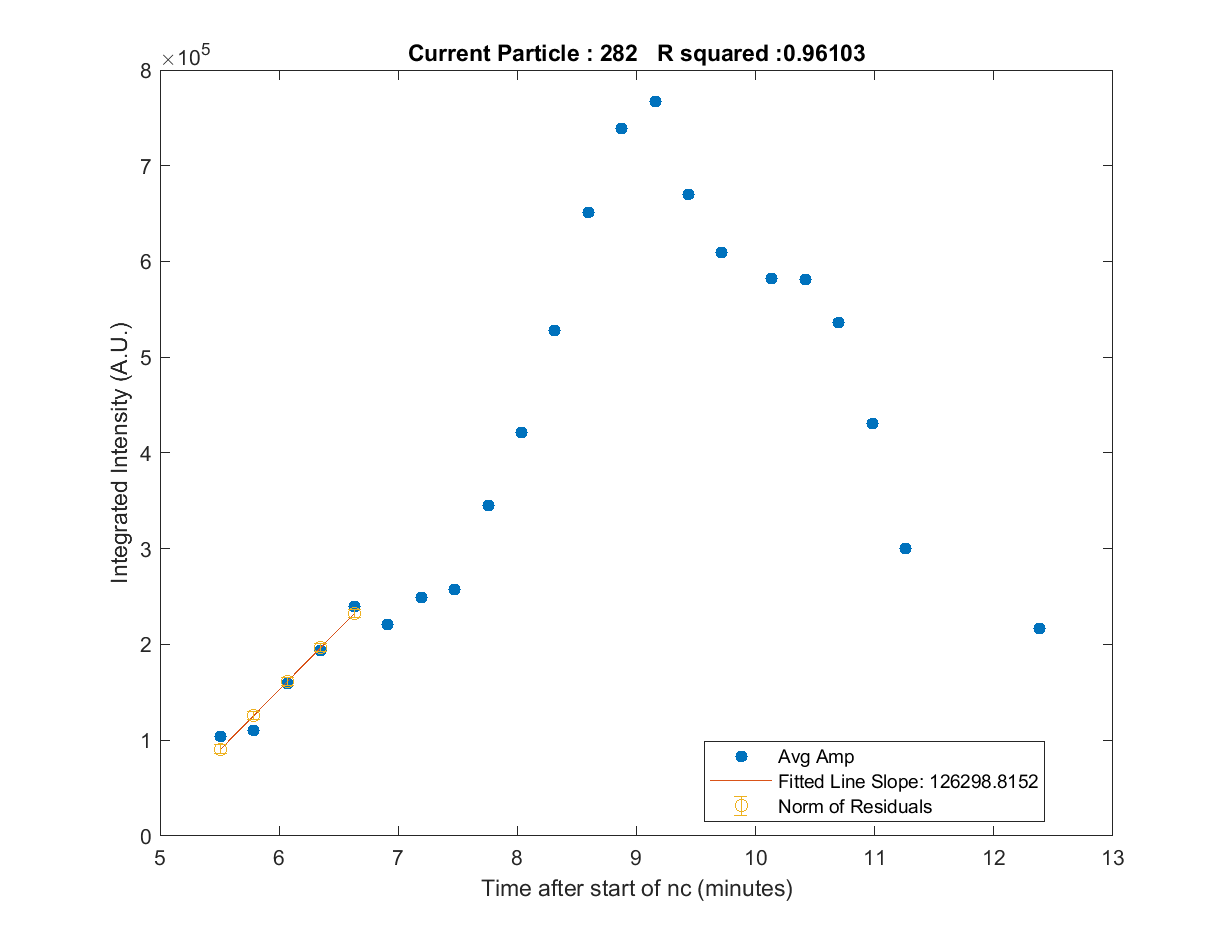 Current Particle : 282   R squared :0.96103
×10⁵
8
7
6
5
4
3
2
1
0
Integrated Intensity (A.U.)
5 6 7 8 9 10 11 12 13
Time after start of nc (minutes)
Avg Amp
Fitted Line Slope: 126298.8152
Norm of Residuals